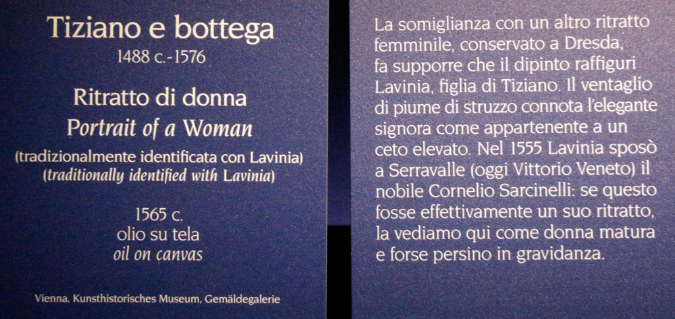 Tiziano e bottega
1488 c.-1576
Ritratto di donna
Portrait of a Woman
(tradizionalmente identificata con Lavinia)
(traditionally identified with Lavinia)
1565 c.
olio su tela
oil on canvas
Vienna, Kunsthistorisches Museum, Gemäldegalerie
La somiglianza con un altro ritratto
femminile, conservato a Dresda,
fa supporre che il dipinto raffiguri
Lavinia, figlia di Tiziano. Il ventaglio
di piume di struzzo connota l'elegante
signora come appartenente a un
ceto elevato. Nel 1555 Lavinia sposò
a Serravalle (oggi Vittorio Veneto) il
nobile Cornelio Sarcinelli: se questo
fosse effettivamente un suo ritratto,
la vediamo qui come donna matura
e forse persino in gravidanza.